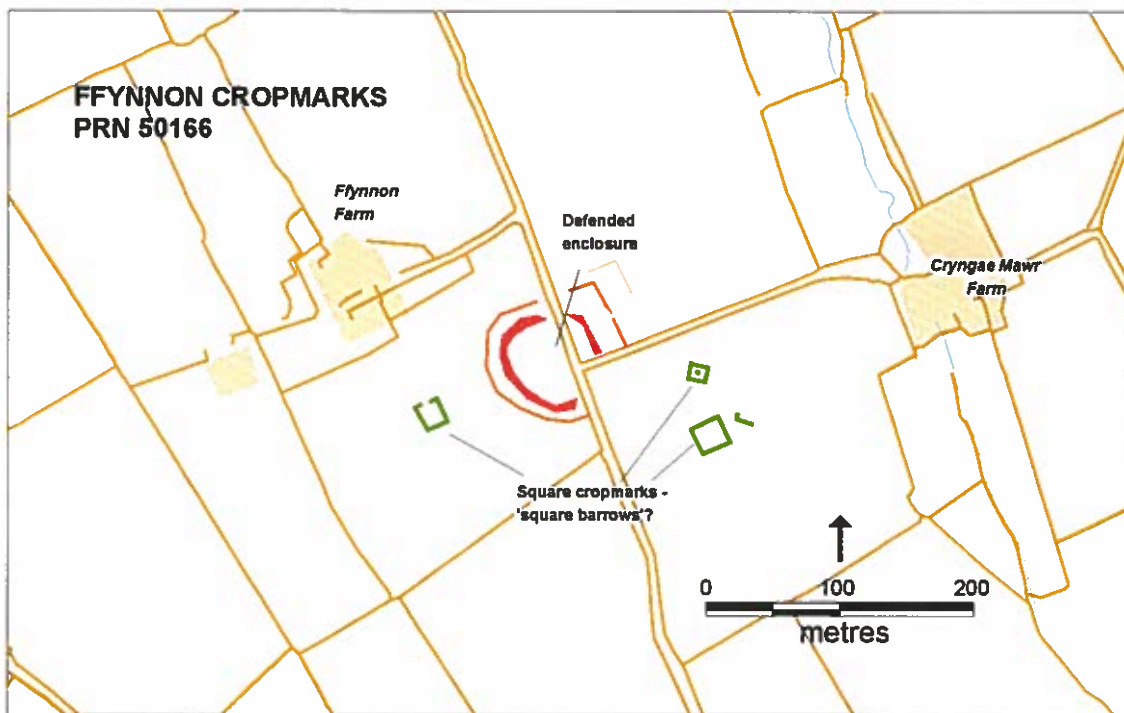 FFYNNON CROPMARKS
PRN 50166
Ffynnon
Farm
Defended
enclosure
Cryngae Mawr
Farm
Square cropmarks -
'square barrows'?
0 100 200
metres